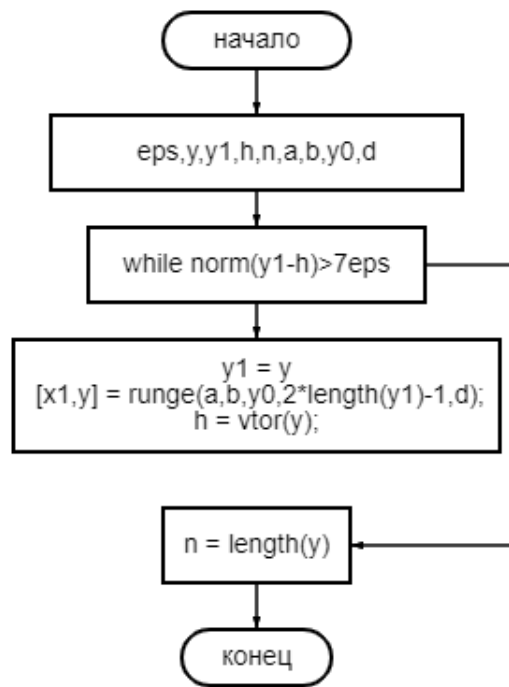 начало
eps,y,y1,h,n,a,b,y0,d
while norm(y1-h)>7eps
y1 = y
[x1,y] = runge(a,b,y0,2*length(y1)-1,d);
h = vtor(y);
n = length(y)
конец